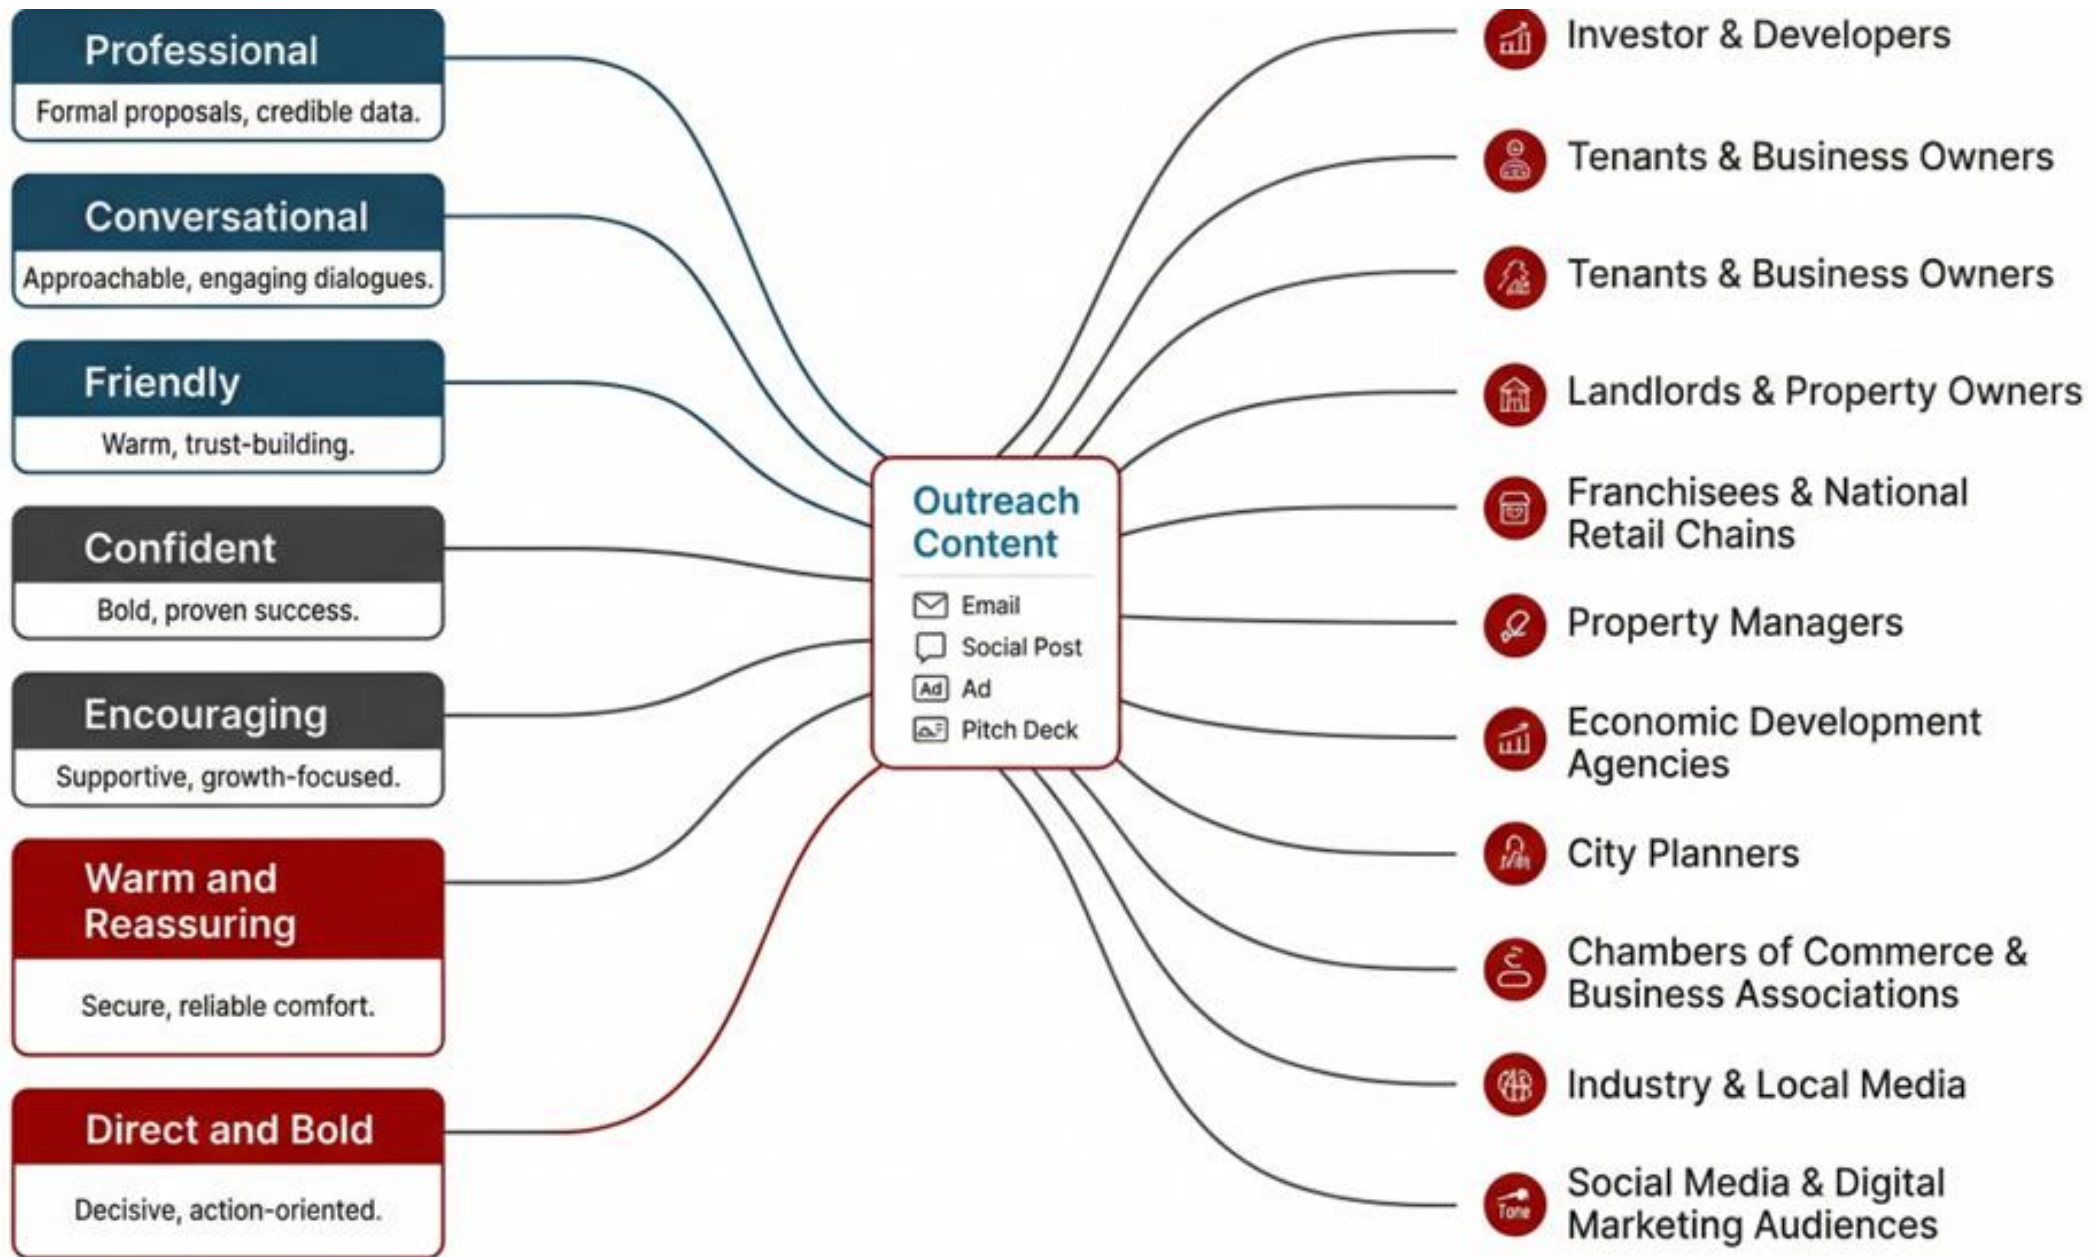 Professional
Formal proposals, credible data.
Conversational
Approachable, engaging dialogues.
Friendly
Warm, trust-building.
Confident
Bold, proven success.
Encouraging
Supportive, growth-focused.
Warm and
Reassuring
Secure, reliable comfort.
Direct and Bold
Decisive, action-oriented.
Outreach
Content
Email
Social Post
Ad Ad
Pitch Deck
Investor & Developers
Tenants & Business Owners
Tenants & Business Owners
Landlords & Property Owners
Franchisees & National
Retail Chains
Property Managers
Economic Development
Agencies
City Planners
Chambers of Commerce &
Business Associations
Industry & Local Media
Tone
Social Media & Digital
Marketing Audiences